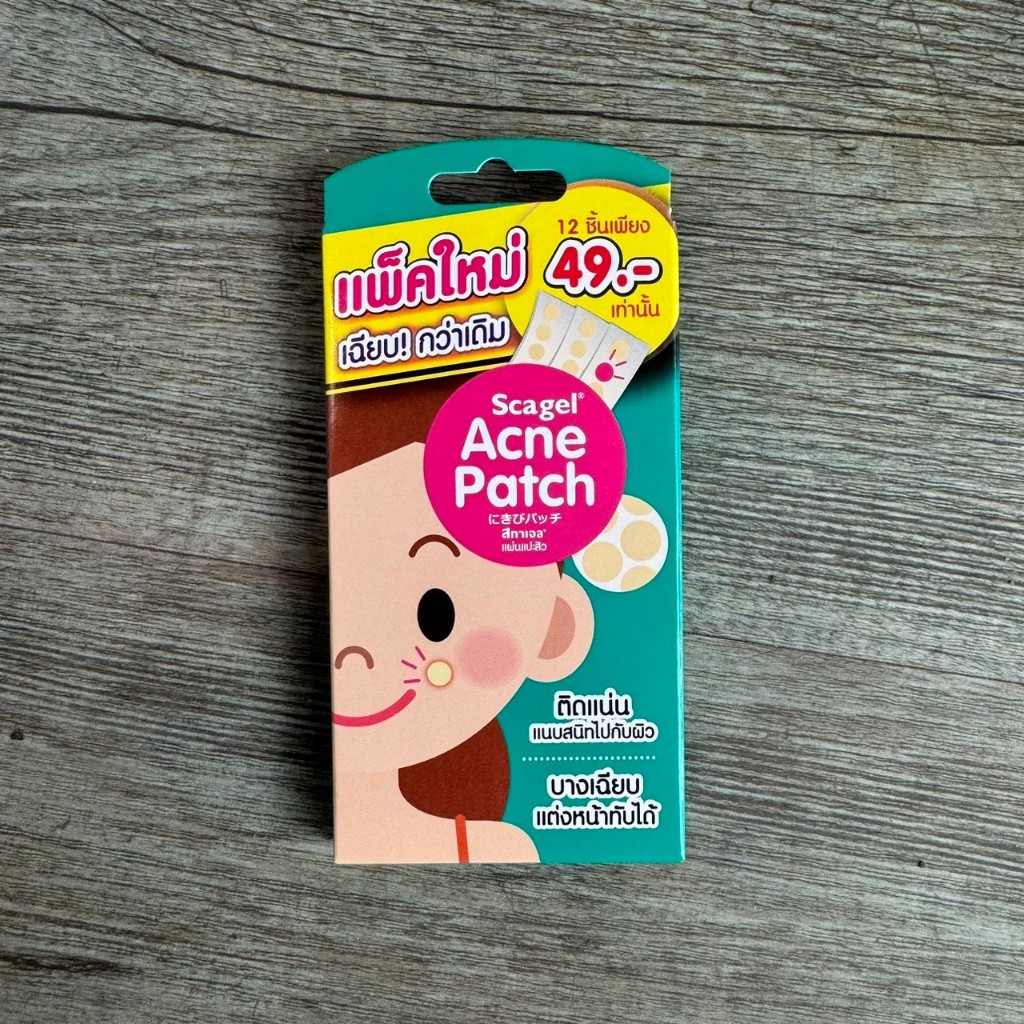 แพ็คใหม่
เฉียบ! กว่าเดิม
12 ชิ้นเพียง
49.-
เท่านั้น
Scagel®
Acne
Patch
にきびパッチ
สกาเจล®
แผ่นแปะสิว
ติดแน่น
แนบสนิทไปกับผิว
บางเฉียบ
แต่งหน้าทับได้